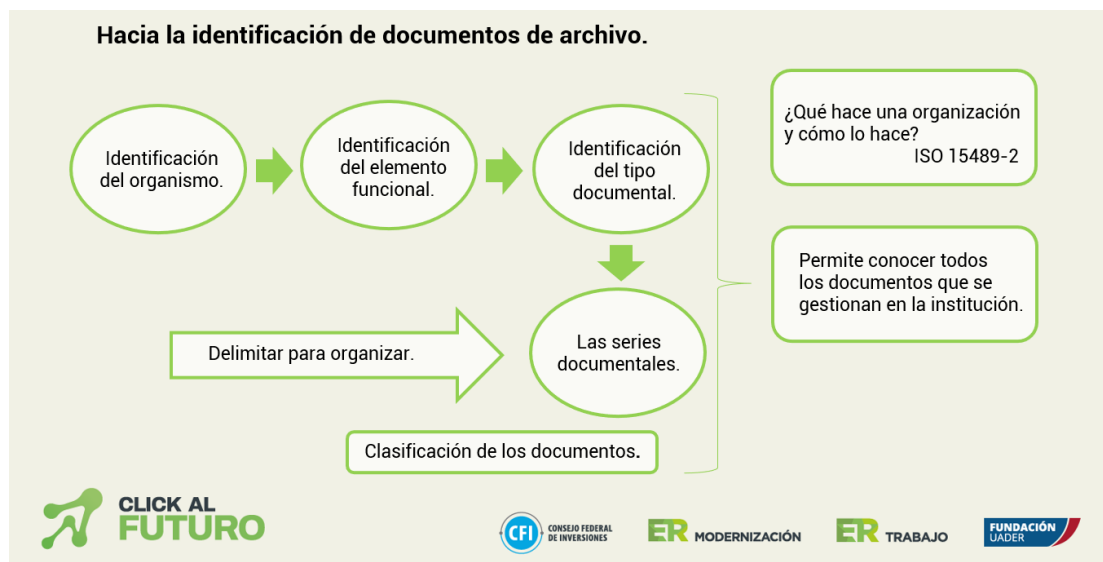 Hacia la identificación de documentos de archivo.
Identificación
del organismo.
Identificación
del elemento
funcional.
Identificación
del tipo
documental.
¿Qué hace una organización
y cómo lo hace?
ISO 15489-2
Permite conocer todos
los documentos que se
gestionan en la institución.
Delimitar para organizar.
Las series
documentales.
Clasificación de los documentos.
CLICK AL
FUTURO
CFI
CONSEJO FEDERAL
DE INVERSIONES
ER MODERNIZACIÓN
ER TRABAJO
FUNDACIÓN
UADER